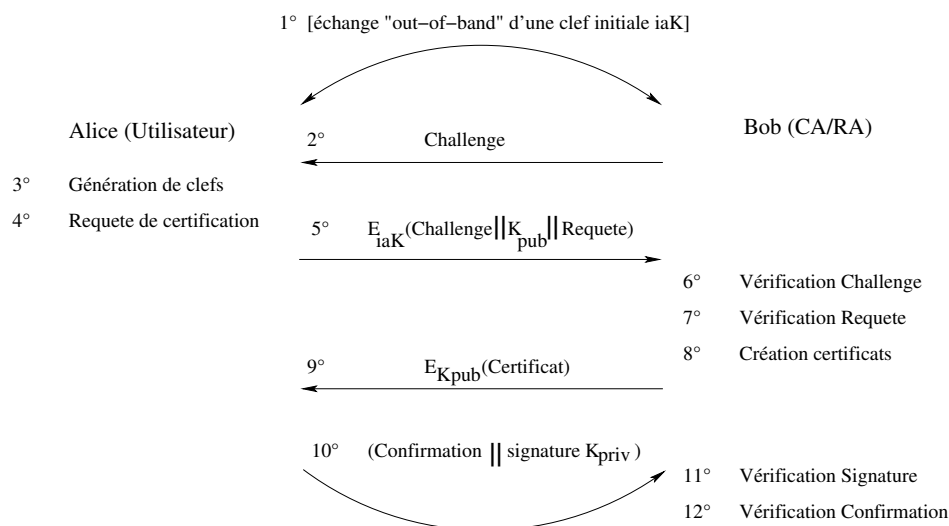 1° [échange "out−of−band" d'une clef initiale iaK]
Alice (Utilisateur)
Bob (CA/RA)
2° Challenge
3° Génération de clefs
4° Requete de certification
5° E_iaK(Challenge||K_pub||Requete)
6° Vérification Challenge
7° Vérification Requete
8° Création certificats
9° E_Kpub(Certificat)
10° (Confirmation || signature K_priv)
11° Vérification Signature
12° Vérification Confirmation